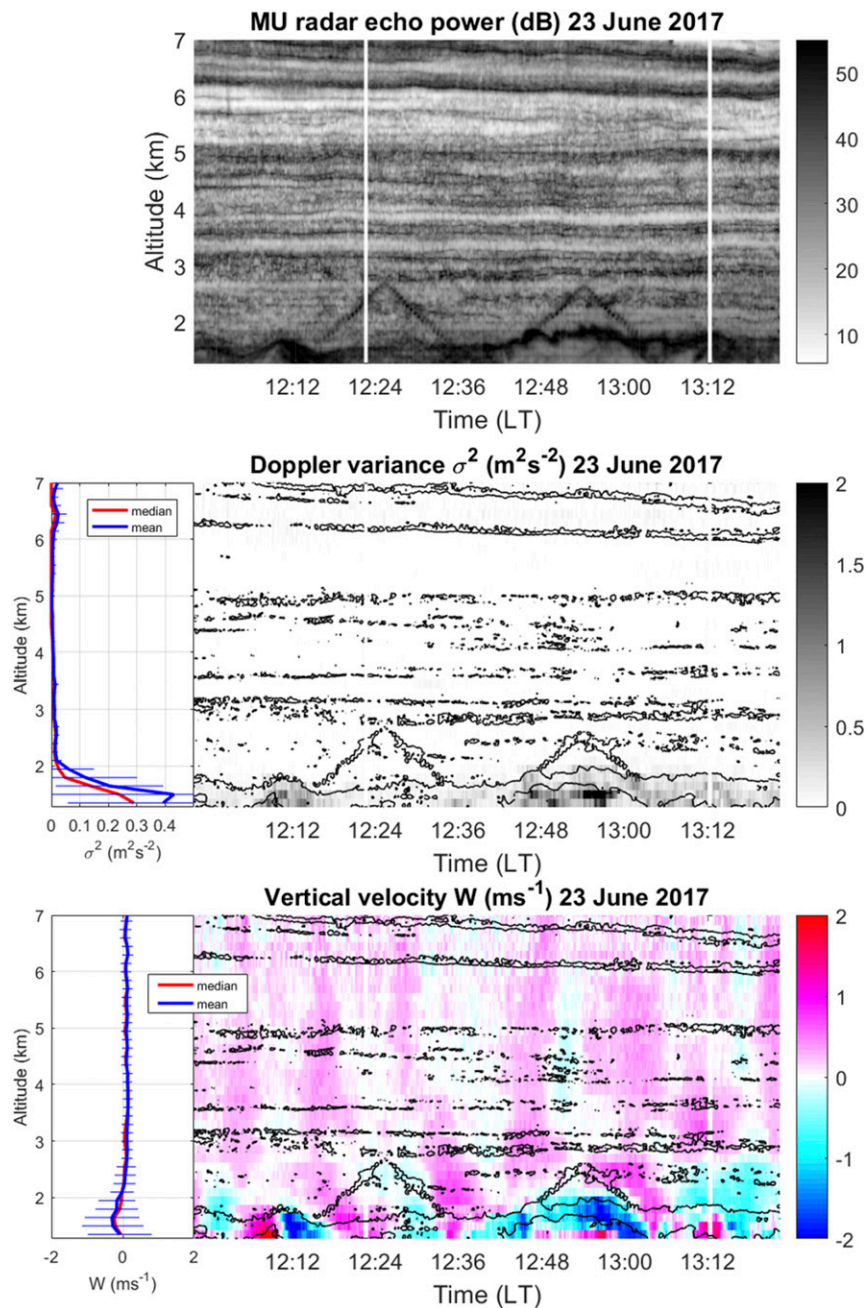 MU radar echo power (dB) 23 June 2017
7
6
5
4
3
2
Altitude (km)
50
40
30
20
10
12:12 12:24 12:36 12:48 13:00 13:12
Time (LT)
Doppler variance σ² (m²s⁻²) 23 June 2017
7
6
5
4
3
2
Altitude (km)
median
mean
0 0.1 0.2 0.3 0.4
σ² (m²s⁻²)
2
1.5
1
0.5
0
12:12 12:24 12:36 12:48 13:00 13:12
Time (LT)
Vertical velocity W (ms⁻¹) 23 June 2017
7
6
5
4
3
2
Altitude (km)
median
mean
-2 0 2
W (ms⁻¹)
2
1
0
-1
-2
12:12 12:24 12:36 12:48 13:00 13:12
Time (LT)